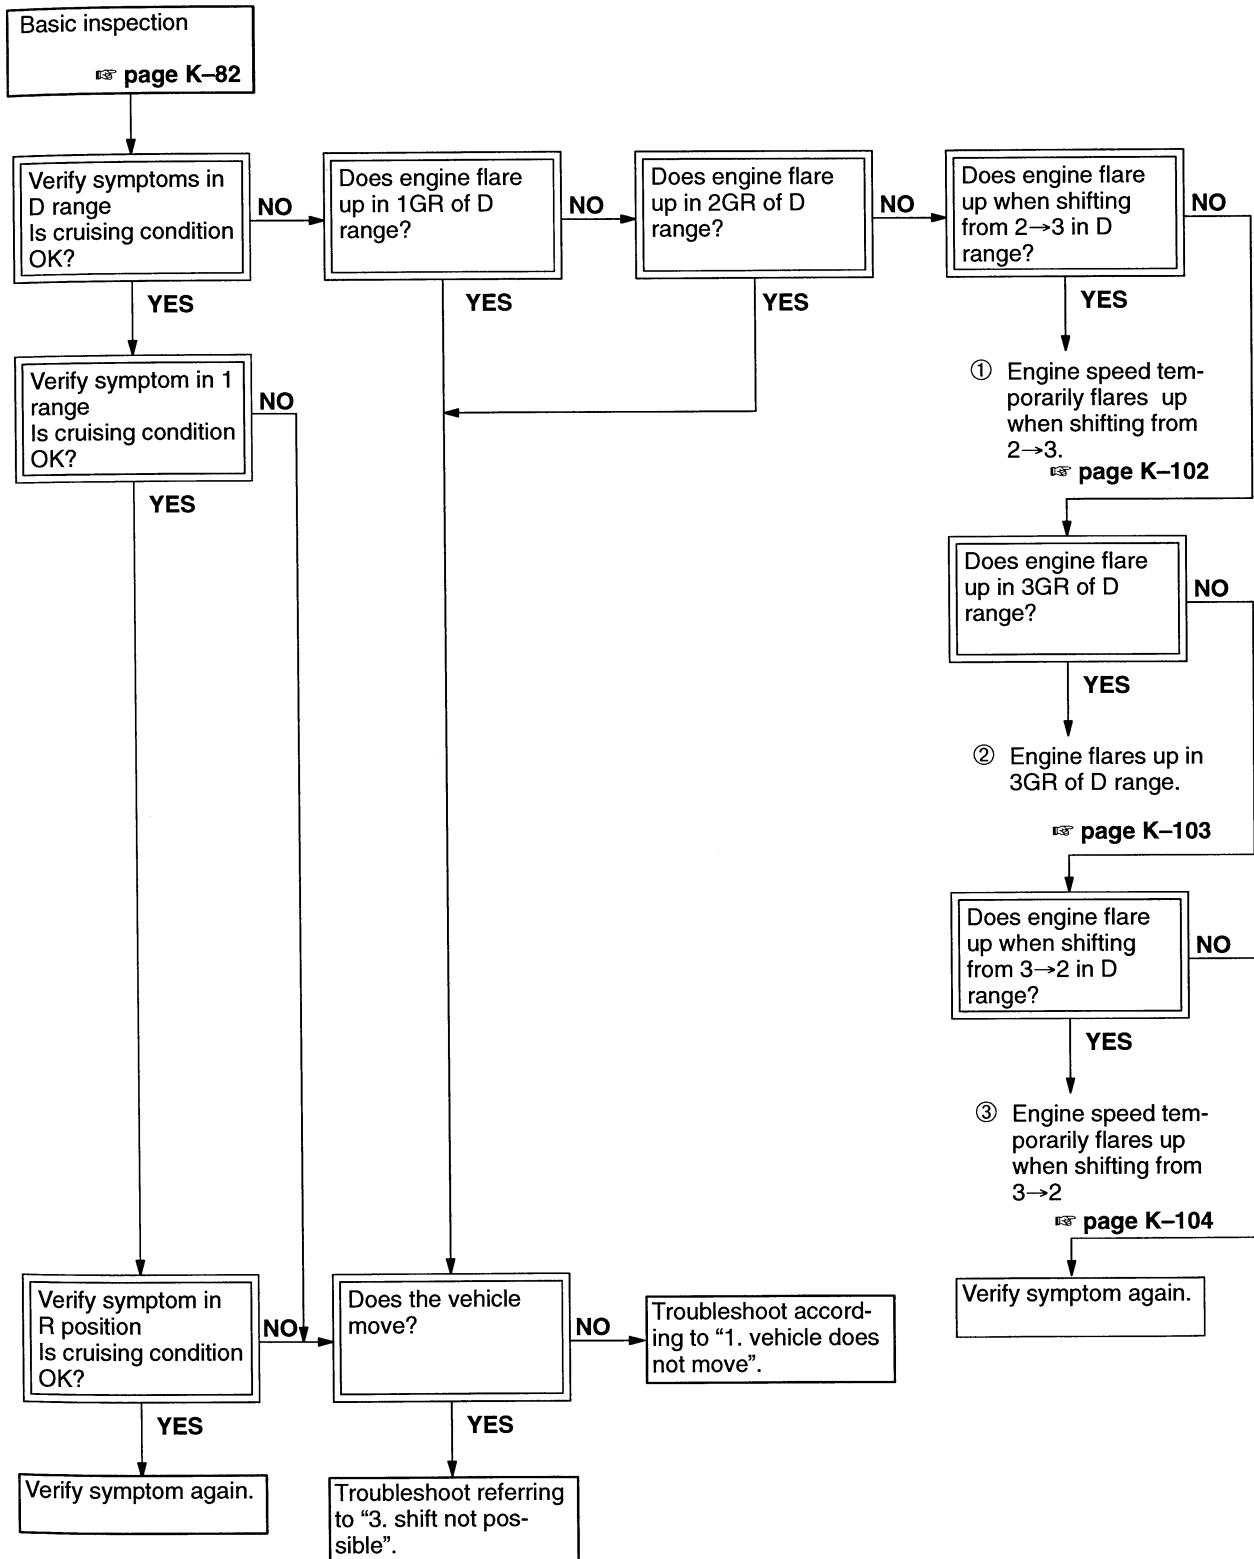 Basic inspection
☞ page K–82
Verify symptoms in
D range
Is cruising condition
OK?
NO
YES
Does engine flare
up in 1GR of D
range?
NO
YES
Does engine flare
up in 2GR of D
range?
NO
YES
Does engine flare
up when shifting
from 2→3 in D
range?
NO
YES
① Engine speed tem-
porarily flares up
when shifting from
2→3.
☞ page K–102
Verify symptom in 1
range
Is cruising condition
OK?
NO
YES
Does engine flare
up in 3GR of D
range?
NO
YES
② Engine flares up in
3GR of D range.
☞ page K–103
Does engine flare
up when shifting
from 3→2 in D
range?
NO
YES
③ Engine speed tem-
porarily flares up
when shifting from
3→2
☞ page K–104
Verify symptom again.
Verify symptom in
R position
Is cruising condition
OK?
NO
YES
Verify symptom again.
Does the vehicle
move?
NO
YES
Troubleshoot accord-
ing to “1. vehicle does
not move”.
Troubleshoot referring
to “3. shift not pos-
sible”.